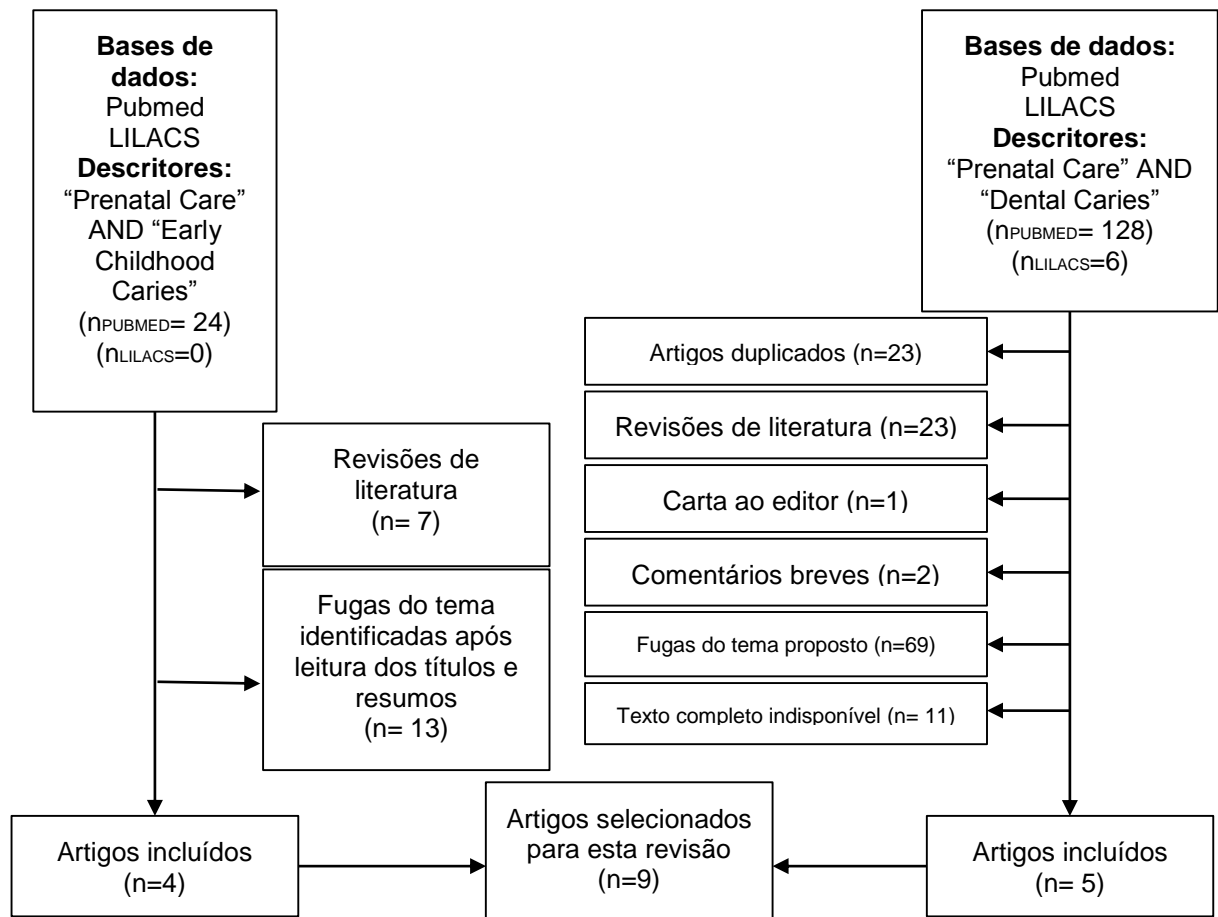 Bases de
dados:
Pubmed
LILACS
Descritores:
“Prenatal Care”
AND “Early
Childhood
Caries”
(nPUBMED= 24)
(nLILACS=0)
Revisões de
literatura
(n= 7)
Fugas do tema
identificadas após
leitura dos títulos e
resumos
(n= 13)
Artigos incluídos
(n=4)
Bases de dados:
Pubmed
LILACS
Descritores:
“Prenatal Care” AND
“Dental Caries”
(nPUBMED= 128)
(nLILACS=6)
Artigos duplicados (n=23)
Revisões de literatura (n=23)
Carta ao editor (n=1)
Comentários breves (n=2)
Fugas do tema proposto (n=69)
Texto completo indisponível (n= 11)
Artigos incluídos
(n= 5)
Artigos selecionados
para esta revisão
(n=9)